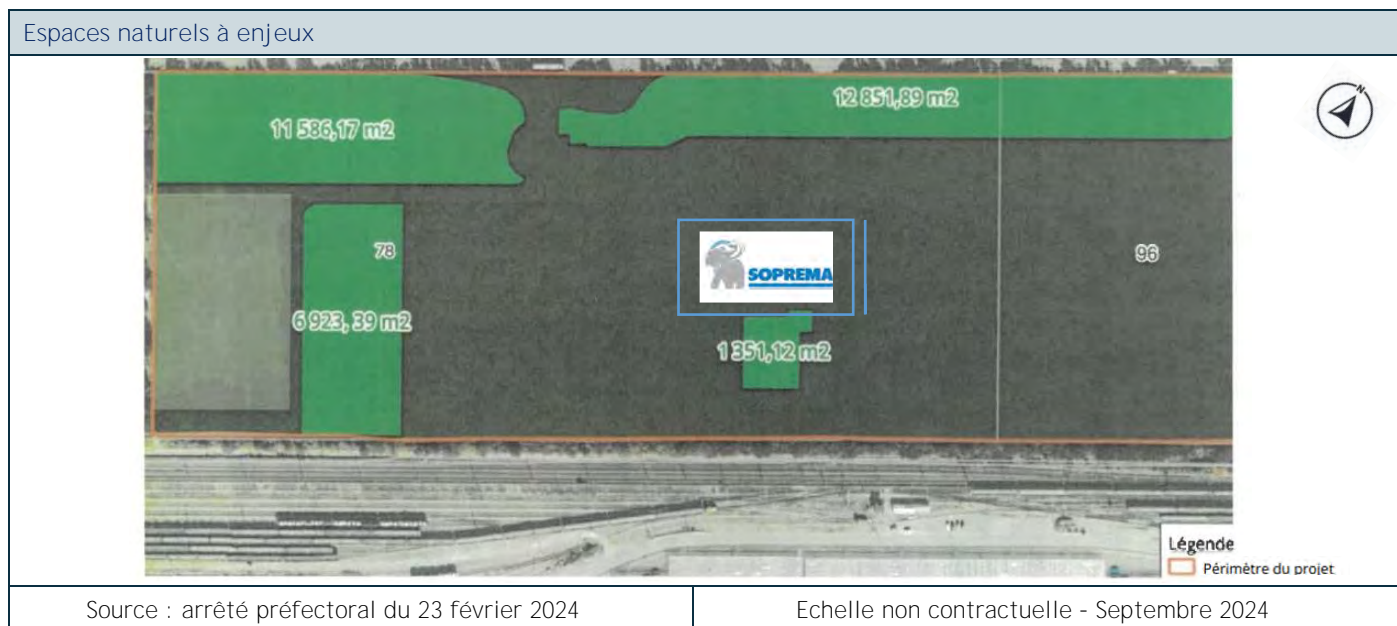 Espaces naturels à enjeux
12 851,89 m2
11 586,17 m2
N
78
96
SOPREMA
6 923, 39 m2
1 351,12 m2
Légende
Périmètre du projet
Source : arrêté préfectoral du 23 février 2024
Echelle non contractuelle - Septembre 2024